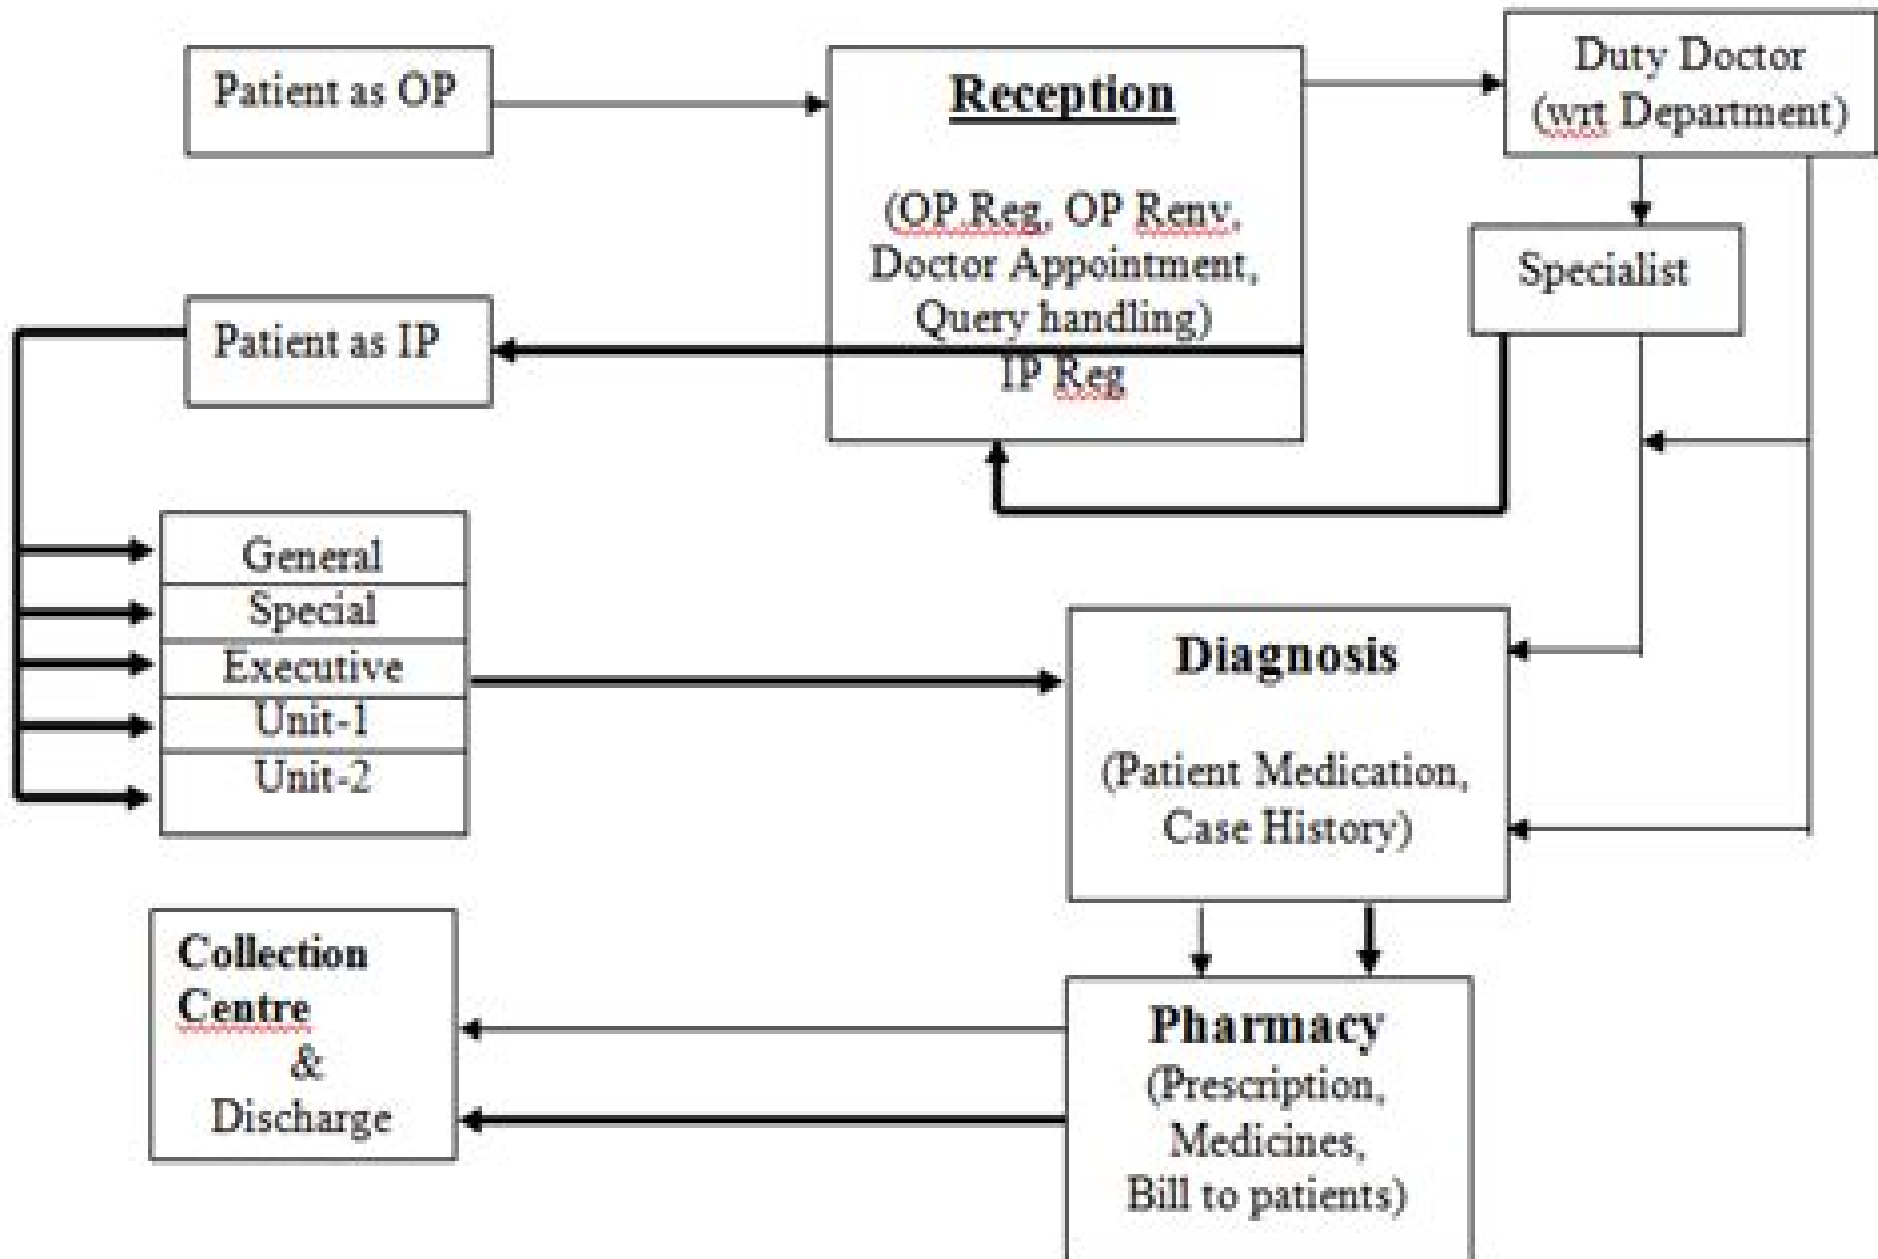 Patient as OP
Reception
(OP.Reg, OP Renv,
Doctor Appointment,
Query handling)
IP Reg
Duty Doctor
(wrt Department)
Specialist
Patient as IP
General
Special
Executive
Unit-1
Unit-2
Diagnosis
(Patient Medication,
Case History)
Collection
Centre
&
Discharge
Pharmacy
(Prescription,
Medicines,
Bill to patients)